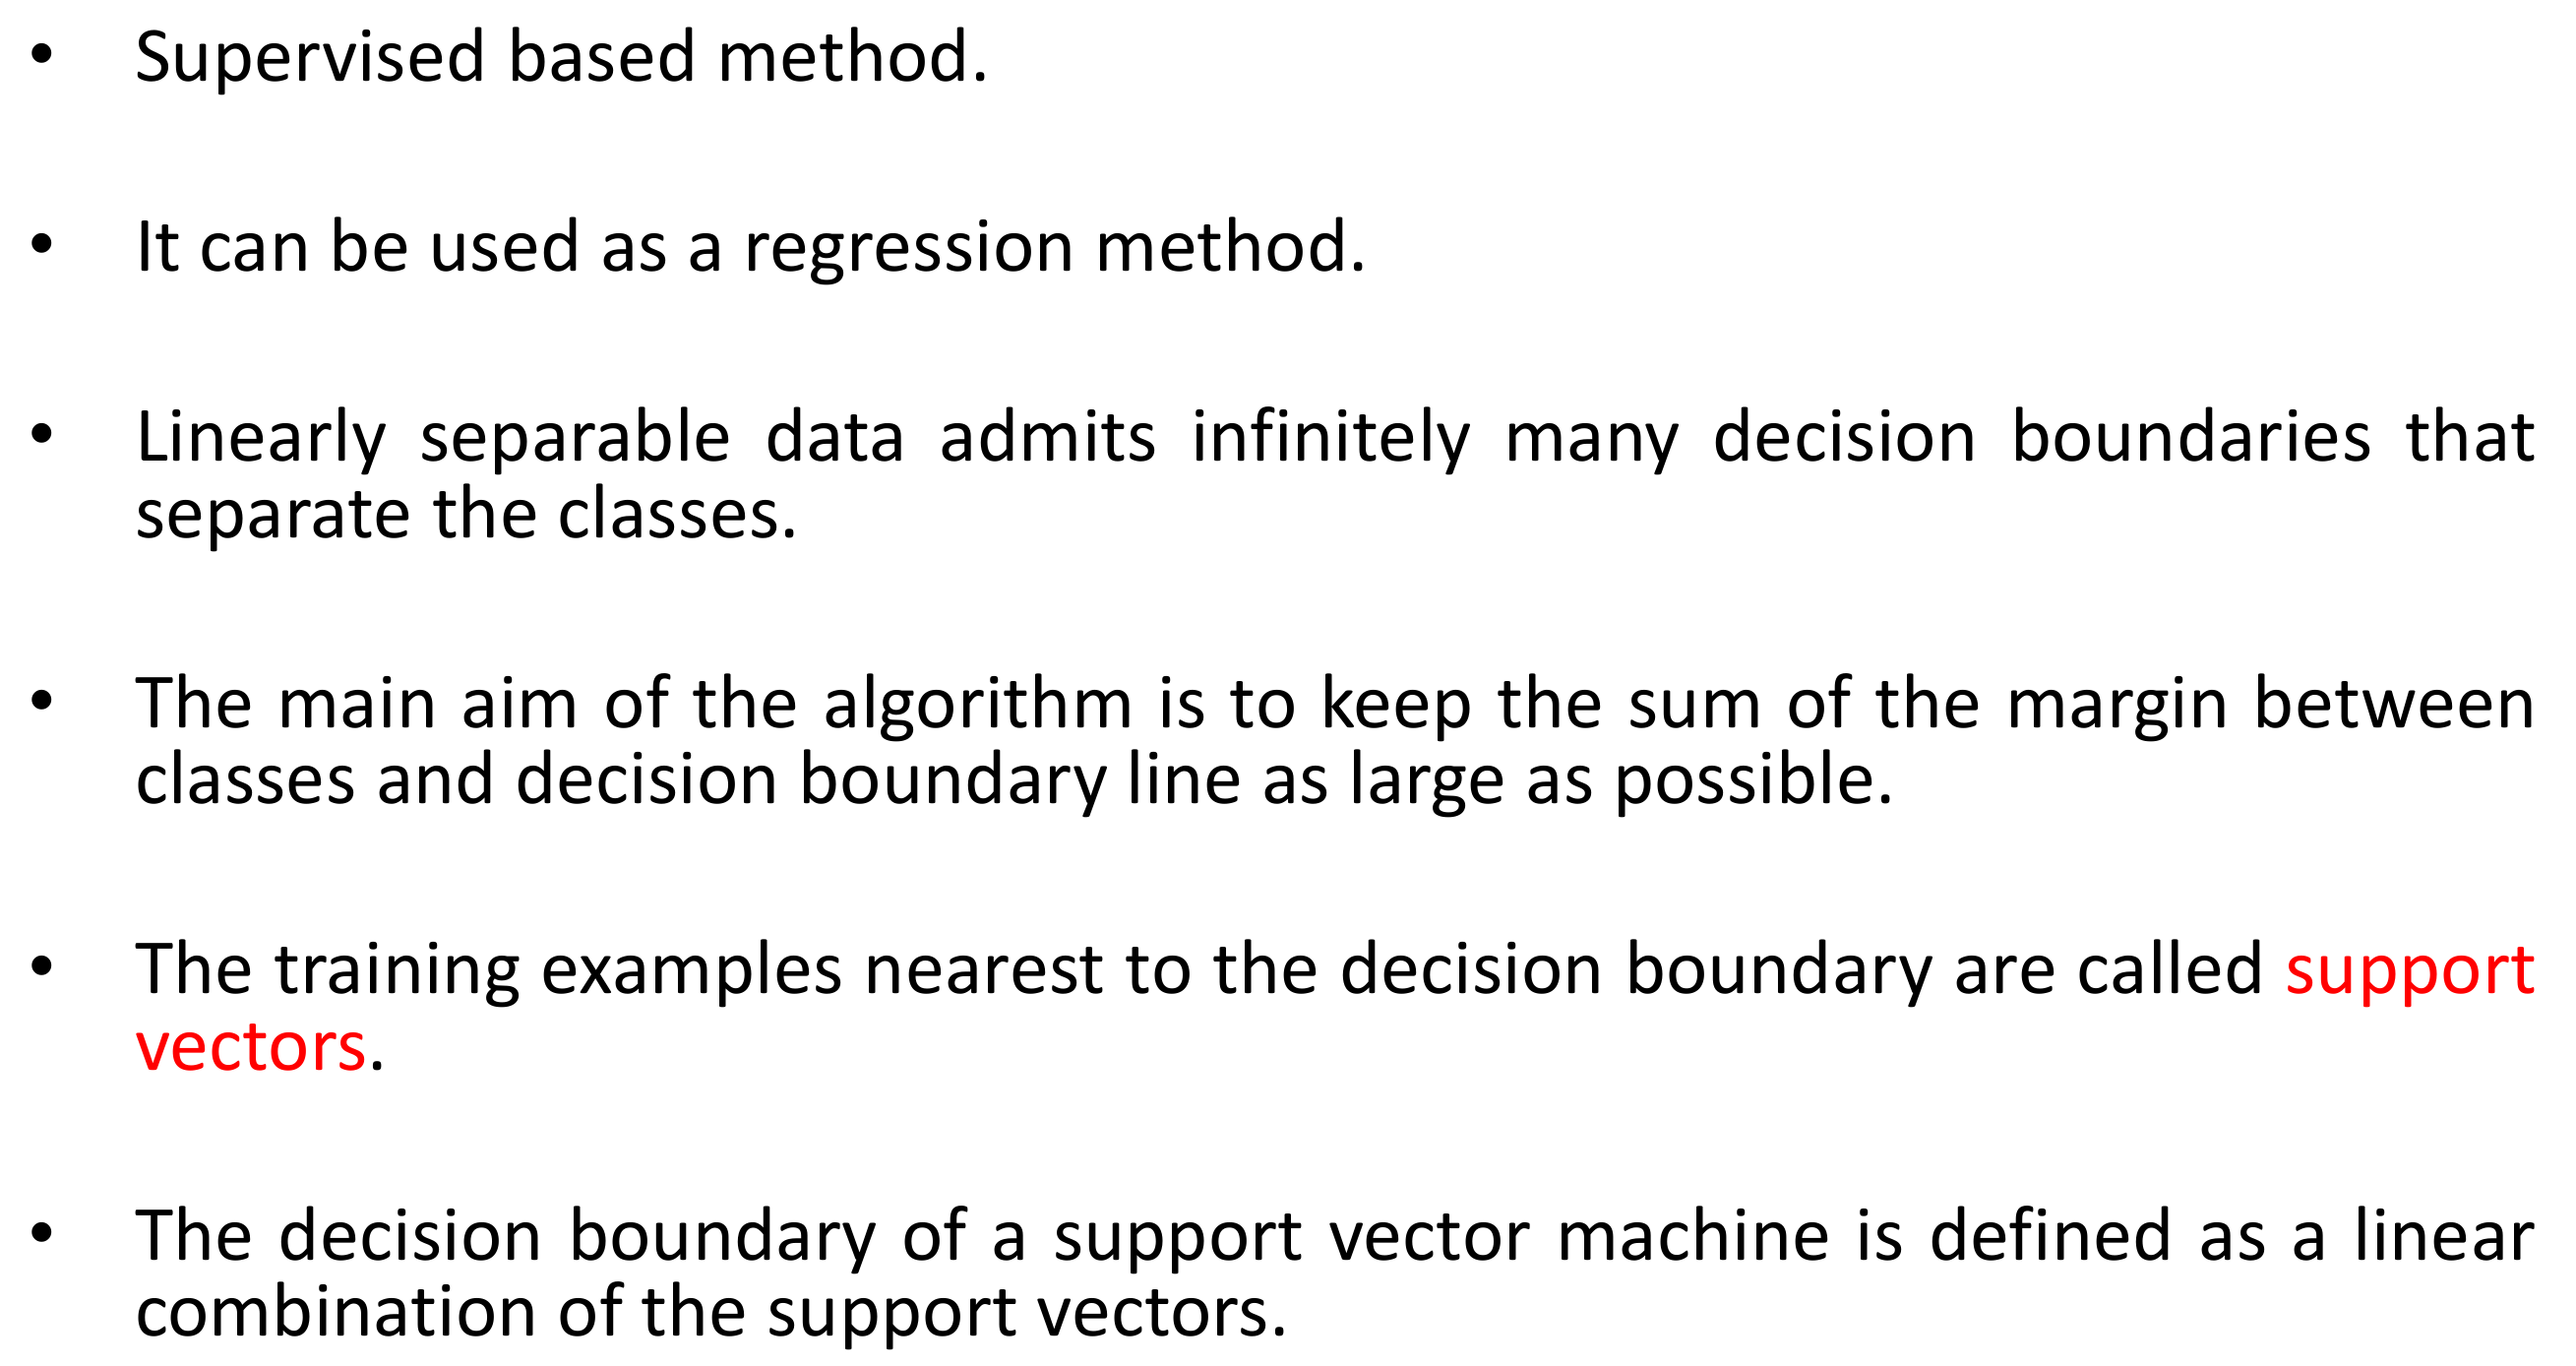 • Supervised based method.
• It can be used as a regression method.
• Linearly separable data admits infinitely many decision boundaries that
separate the classes.
• The main aim of the algorithm is to keep the sum of the margin between
classes and decision boundary line as large as possible.
• The training examples nearest to the decision boundary are called support
vectors.
• The decision boundary of a support vector machine is defined as a linear
combination of the support vectors.